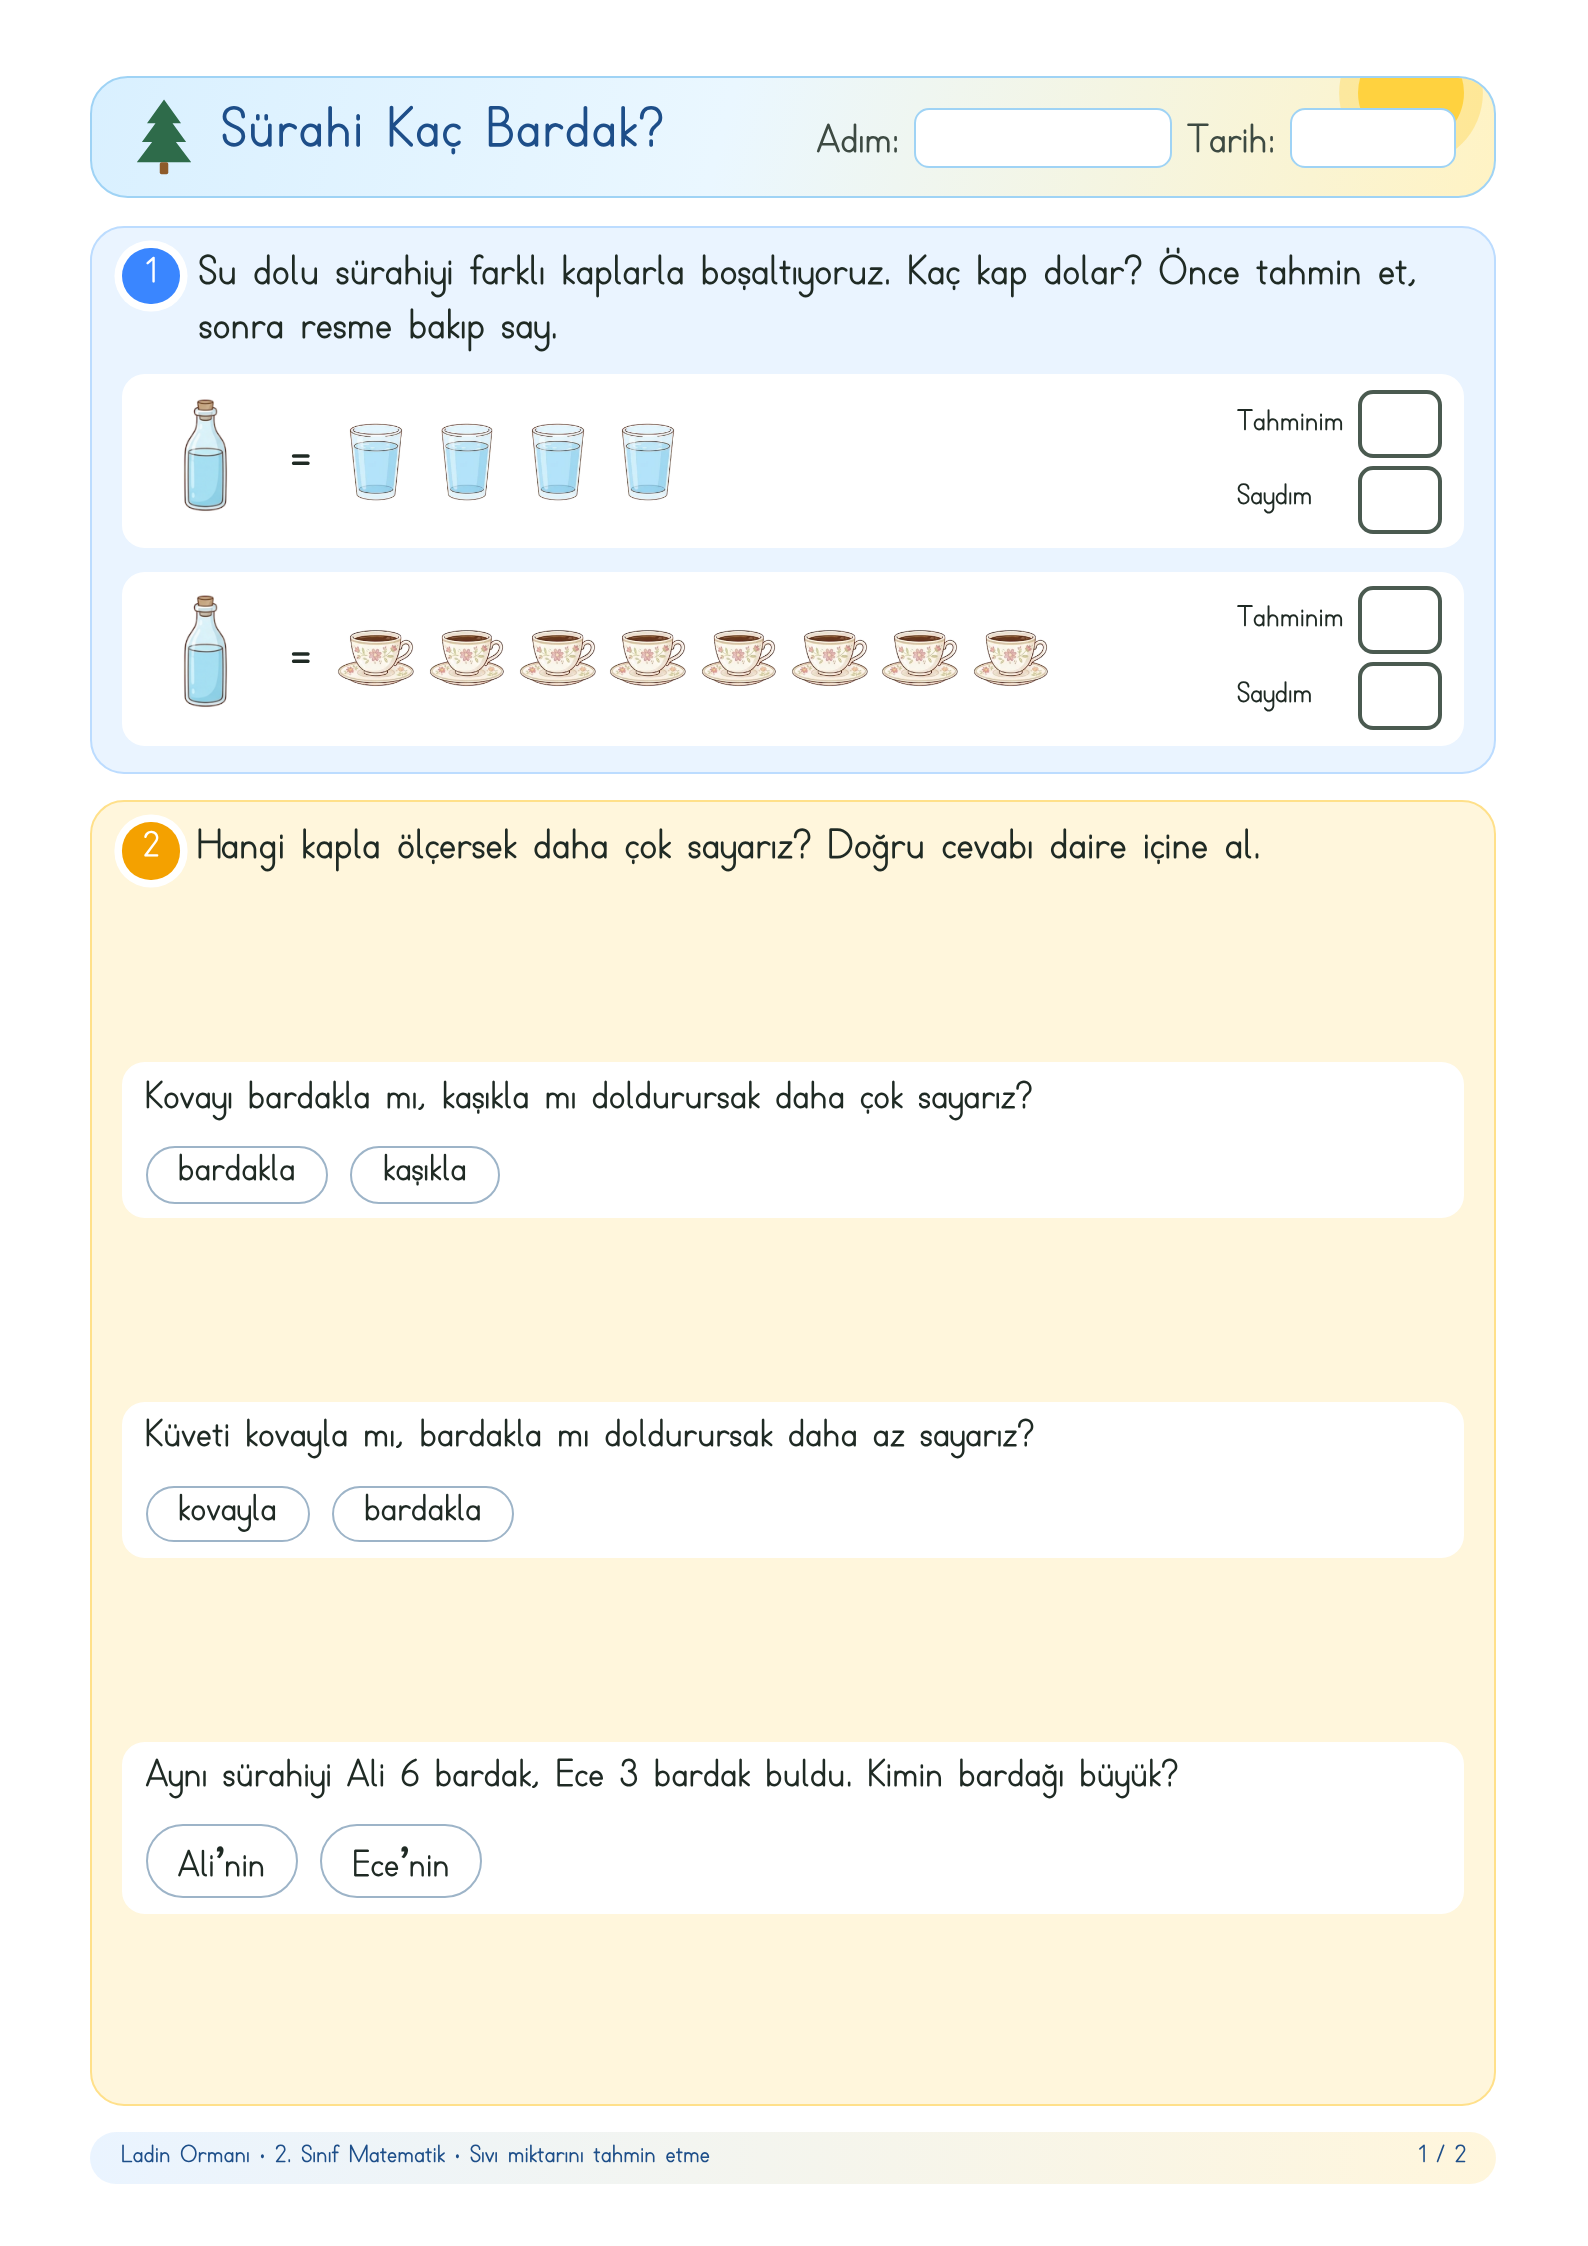 Sürahi Kaç Bardak?
Adım:
Tarih:
1
Su dolu sürahiyi farklı kaplarla boşaltıyoruz. Kaç kap dolar? Önce tahmin et,
sonra resme bakıp say.
=
Tahminim
Saydım
=
Tahminim
Saydım
2
Hangi kapla ölçersek daha çok sayarız? Doğru cevabı daire içine al.
Kovayı bardakla mı, kaşıkla mı doldurursak daha çok sayarız?
bardakla kaşıkla
Küveti kovayla mı, bardakla mı doldurursak daha az sayarız?
kovayla bardakla
Aynı sürahiyi Ali 6 bardak, Ece 3 bardak buldu. Kimin bardağı büyük?
Ali’nin Ece’nin
Ladin Ormanı • 2. Sınıf Matematik • Sıvı miktarını tahmin etme
1 / 2